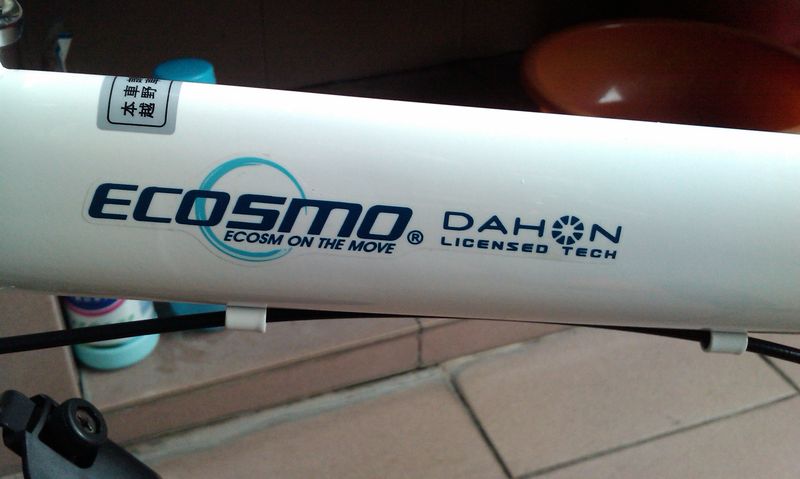 本車
越野
ECOSMO®
ECOSM ON THE MOVE
DAHON
LICENSED TECH